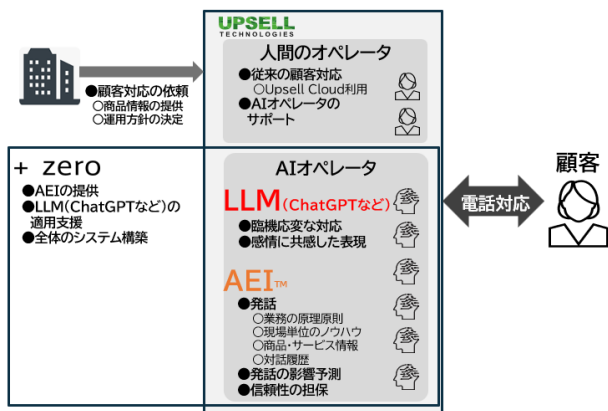 UPSELL
TECHNOLOGIES
人間のオペレータ
●従来の顧客対応
○Upsell Cloud利用
●AIオペレータの
サポート
●顧客対応の依頼
○商品情報の提供
○運用方針の決定
+ zero
●AEIの提供
●LLM(ChatGPTなど)の
適用支援
●全体のシステム構築
AIオペレータ
LLM(ChatGPTなど)
●臨機応変な対応
●感情に共感した表現
AEI™
●発話
○業務の原理原則
○現場単位のノウハウ
○商品・サービス情報
○対話履歴
●発話の影響予測
●信頼性の担保
電話対応
顧客